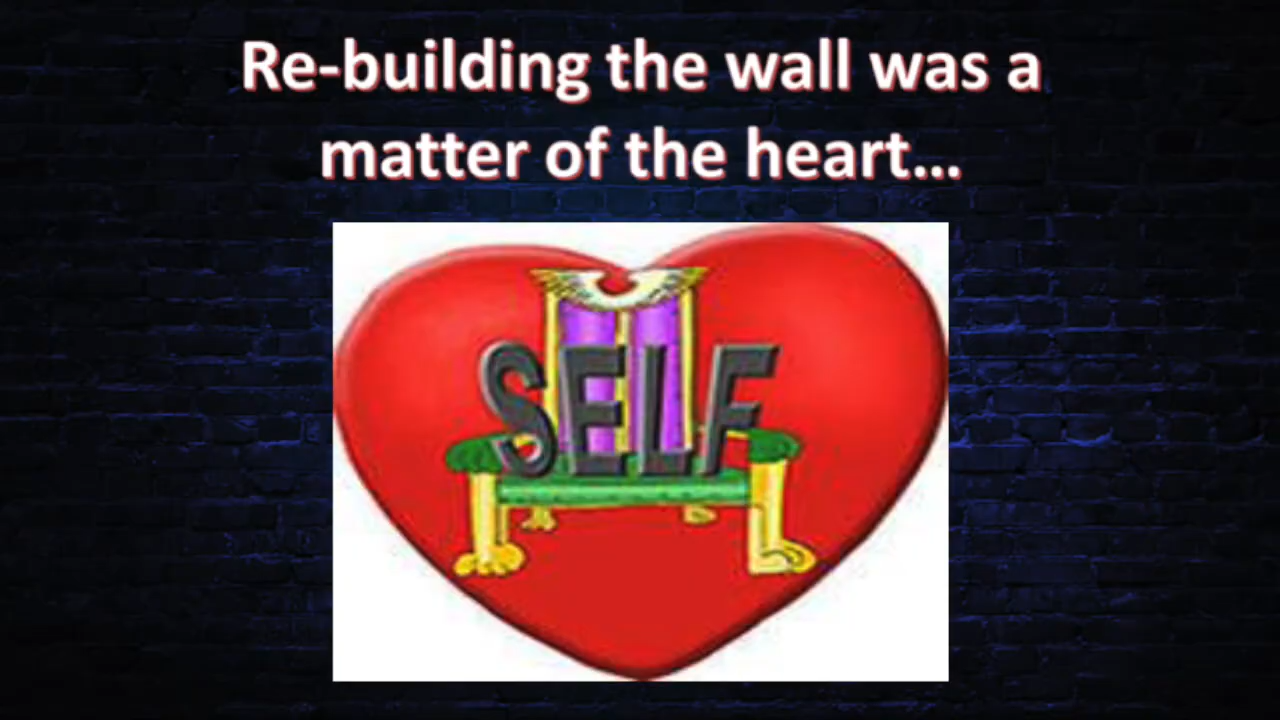 Re-building the wall was a
matter of the heart...
SELF